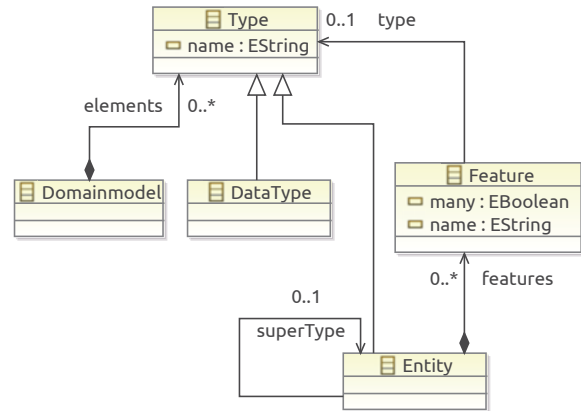 Type
0..1 type
name : EString
elements 0..*
Domainmodel
DataType
Feature
many : EBoolean
name : EString
0..* features
0..1
superType
Entity